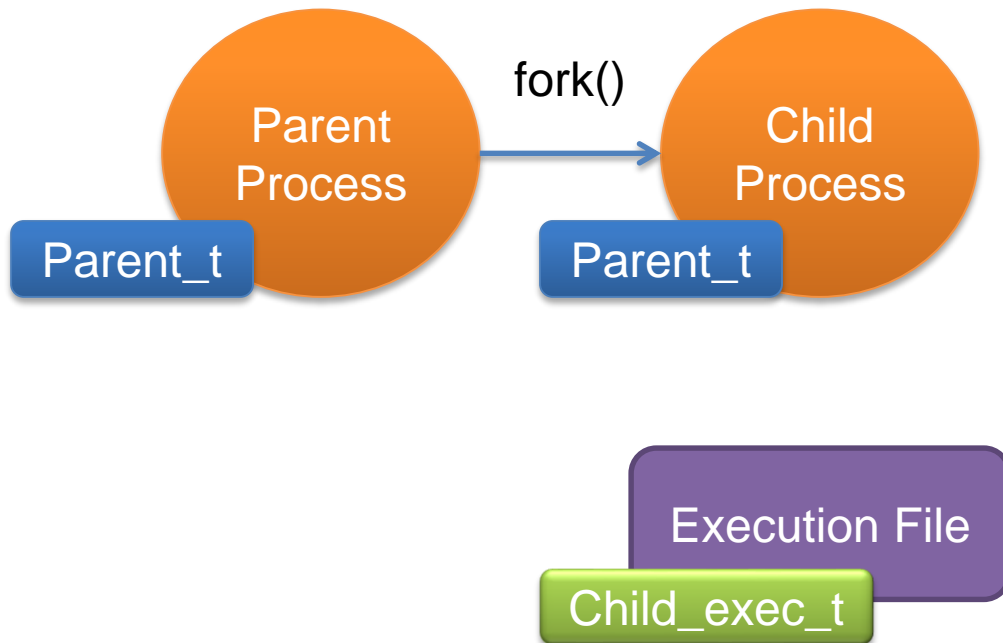 fork()
Parent
Process
Child
Process
Parent_t
Parent_t
Execution File
Child_exec_t